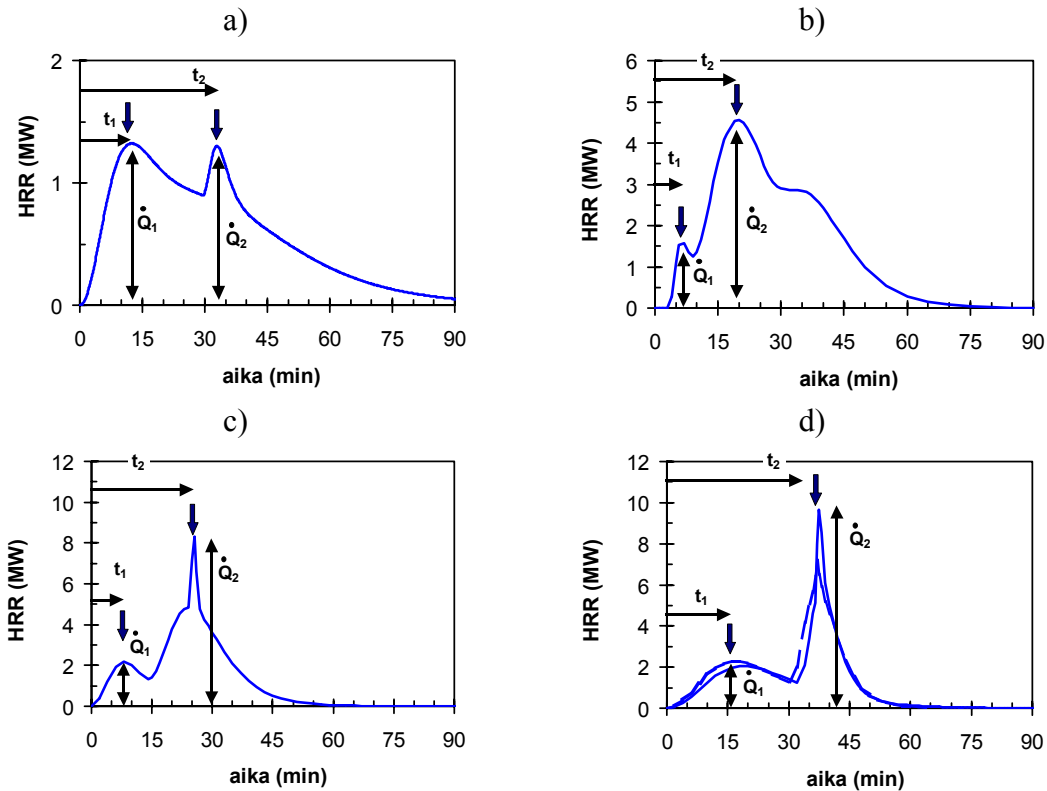 a)
2
1
0
HRR (MW)
t₂
t₁
Q̇₁
Q̇₂
0 15 30 45 60 75 90
aika (min)
b)
6
5
4
3
2
1
0
HRR (MW)
t₂
t₁
Q̇₂
Q̇₁
0 15 30 45 60 75 90
aika (min)
c)
12
10
8
6
4
2
0
HRR (MW)
t₂
t₁
Q̇₂
Q̇₁
0 15 30 45 60 75 90
aika (min)
d)
12
10
8
6
4
2
0
HRR (MW)
t₂
t₁
Q̇₂
Q̇₁
0 15 30 45 60 75 90
aika (min)